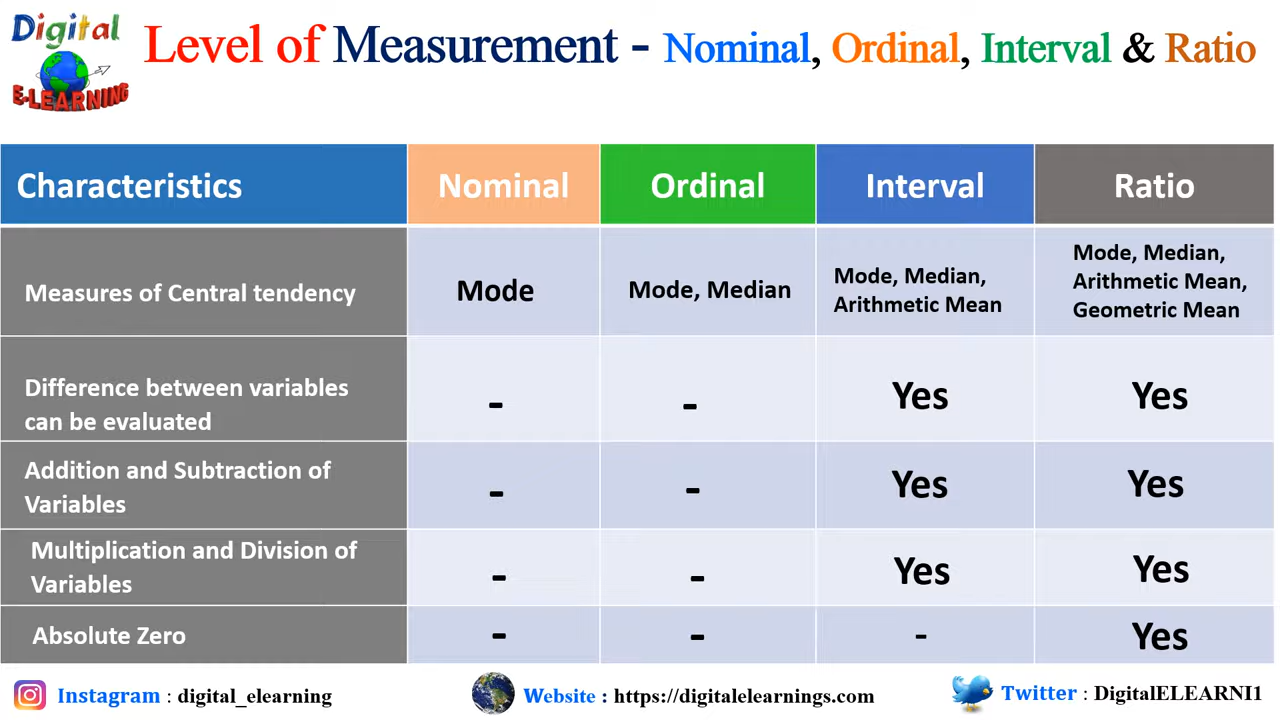 Digital
E-LEARNING
Level of Measurement - Nominal, Ordinal, Interval & Ratio
Characteristics
Nominal
Ordinal
Interval
Ratio
Measures of Central tendency
Mode
Mode, Median
Mode, Median,
Arithmetic Mean
Mode, Median,
Arithmetic Mean,
Geometric Mean
Difference between variables
can be evaluated
-
-
Yes
Yes
Addition and Subtraction of
Variables
-
-
Yes
Yes
Multiplication and Division of
Variables
-
-
Yes
Yes
Absolute Zero
-
-
-
Yes
Instagram : digital_elearning
Website : https://digitalelearnings.com
Twitter : DigitalELEARNI1